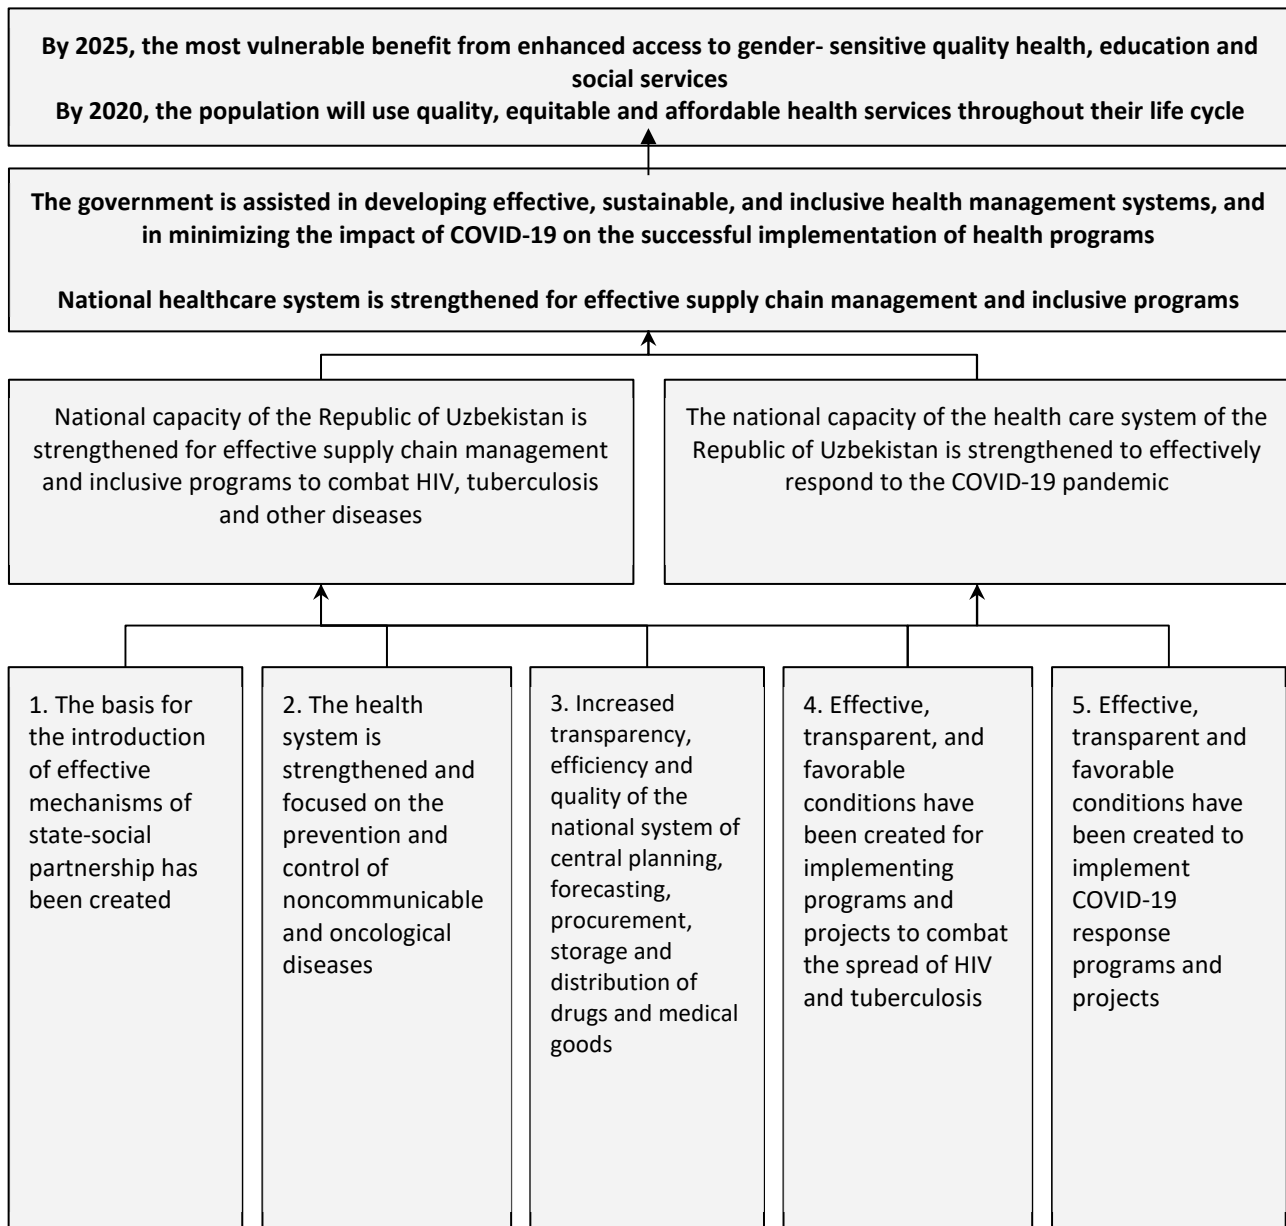 By 2025, the most vulnerable benefit from enhanced access to gender- sensitive quality health, education and
social services
By 2020, the population will use quality, equitable and affordable health services throughout their life cycle
The government is assisted in developing effective, sustainable, and inclusive health management systems, and
in minimizing the impact of COVID-19 on the successful implementation of health programs
National healthcare system is strengthened for effective supply chain management and inclusive programs
National capacity of the Republic of Uzbekistan is
strengthened for effective supply chain management
and inclusive programs to combat HIV, tuberculosis
and other diseases
The national capacity of the health care system of the
Republic of Uzbekistan is strengthened to effectively
respond to the COVID-19 pandemic
1. The basis for
the introduction
of effective
mechanisms of
state-social
partnership has
been created
2. The health
system is
strengthened and
focused on the
prevention and
control of
noncommunicable
and oncological
diseases
3. Increased
transparency,
efficiency and
quality of the
national system of
central planning,
forecasting,
procurement,
storage and
distribution of
drugs and medical
goods
4. Effective,
transparent, and
favorable
conditions have
been created for
implementing
programs and
projects to combat
the spread of HIV
and tuberculosis
5. Effective,
transparent and
favorable
conditions have
been created to
implement
COVID-19
response
programs and
projects